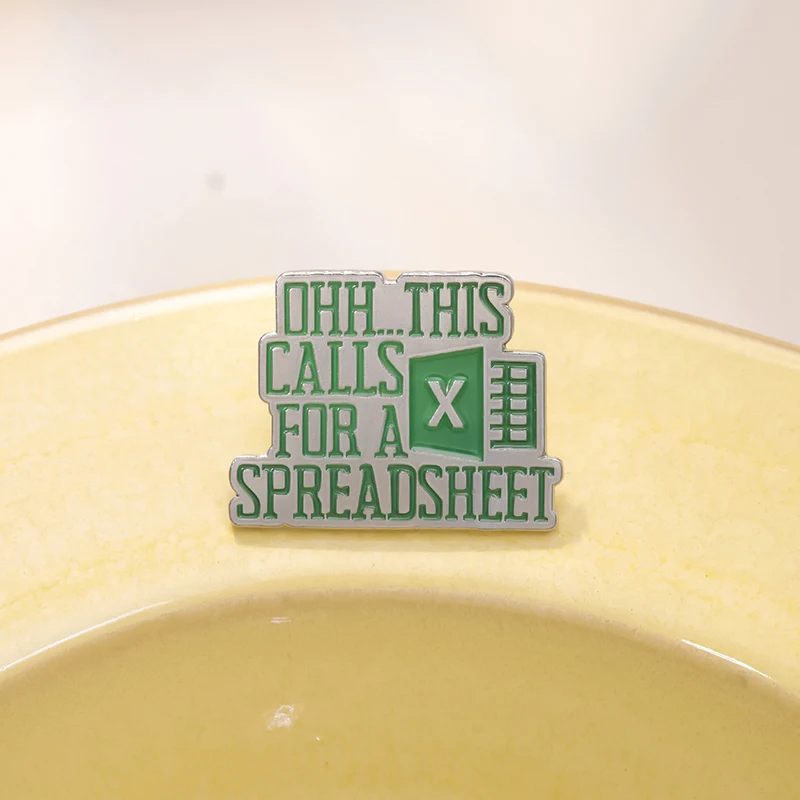 OHH...THIS
CALLS
FOR A
SPREADSHEET
X